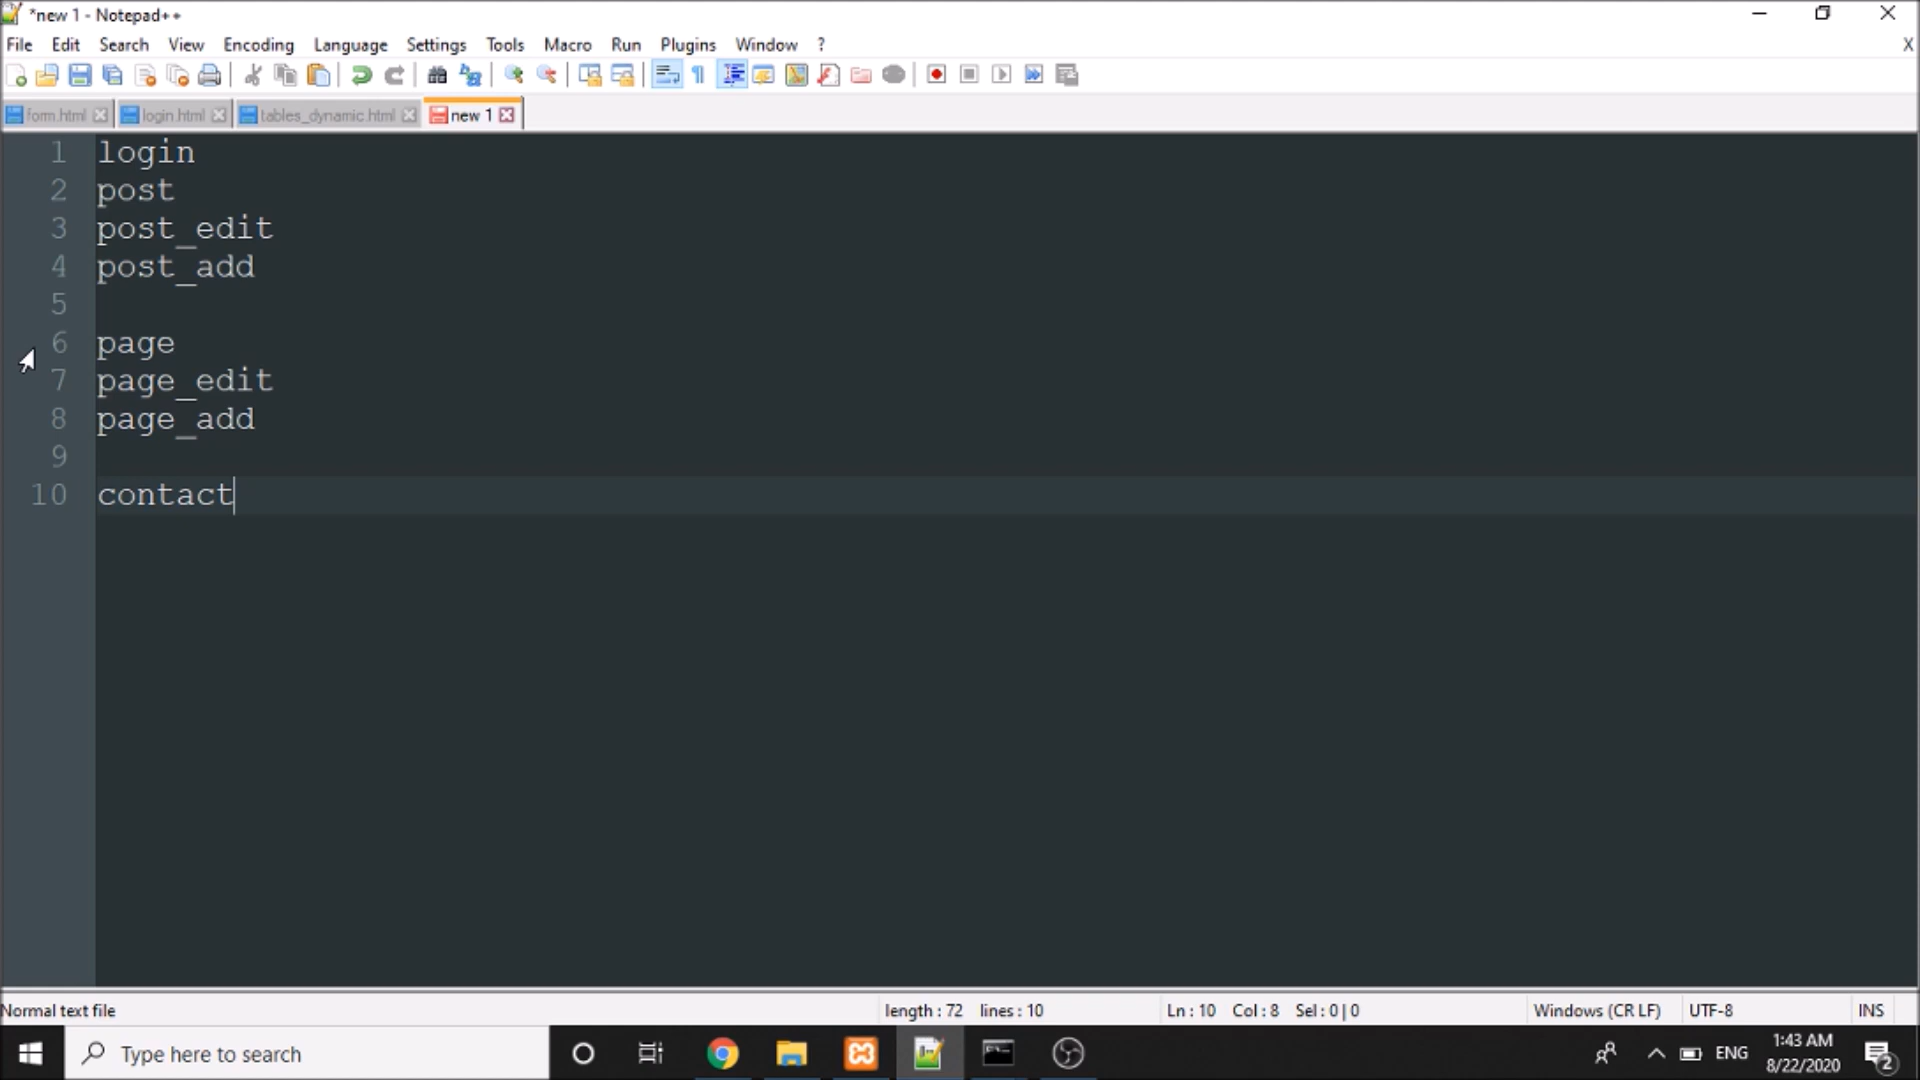 *new 1 - Notepad++
File Edit Search View Encoding Language Settings Tools Macro Run Plugins Window ? X
form.html login.html tables_dynamic.html new 1
1 login
2 post
3 post_edit
4 post_add
5
6 page
7 page_edit
8 page_add
9
10 contact
Normal text file length : 72 lines : 10 Ln : 10 Col : 8 Sel : 0 | 0 Windows (CR LF) UTF-8 INS
Type here to search ENG 1:43 AM
8/22/2020 2